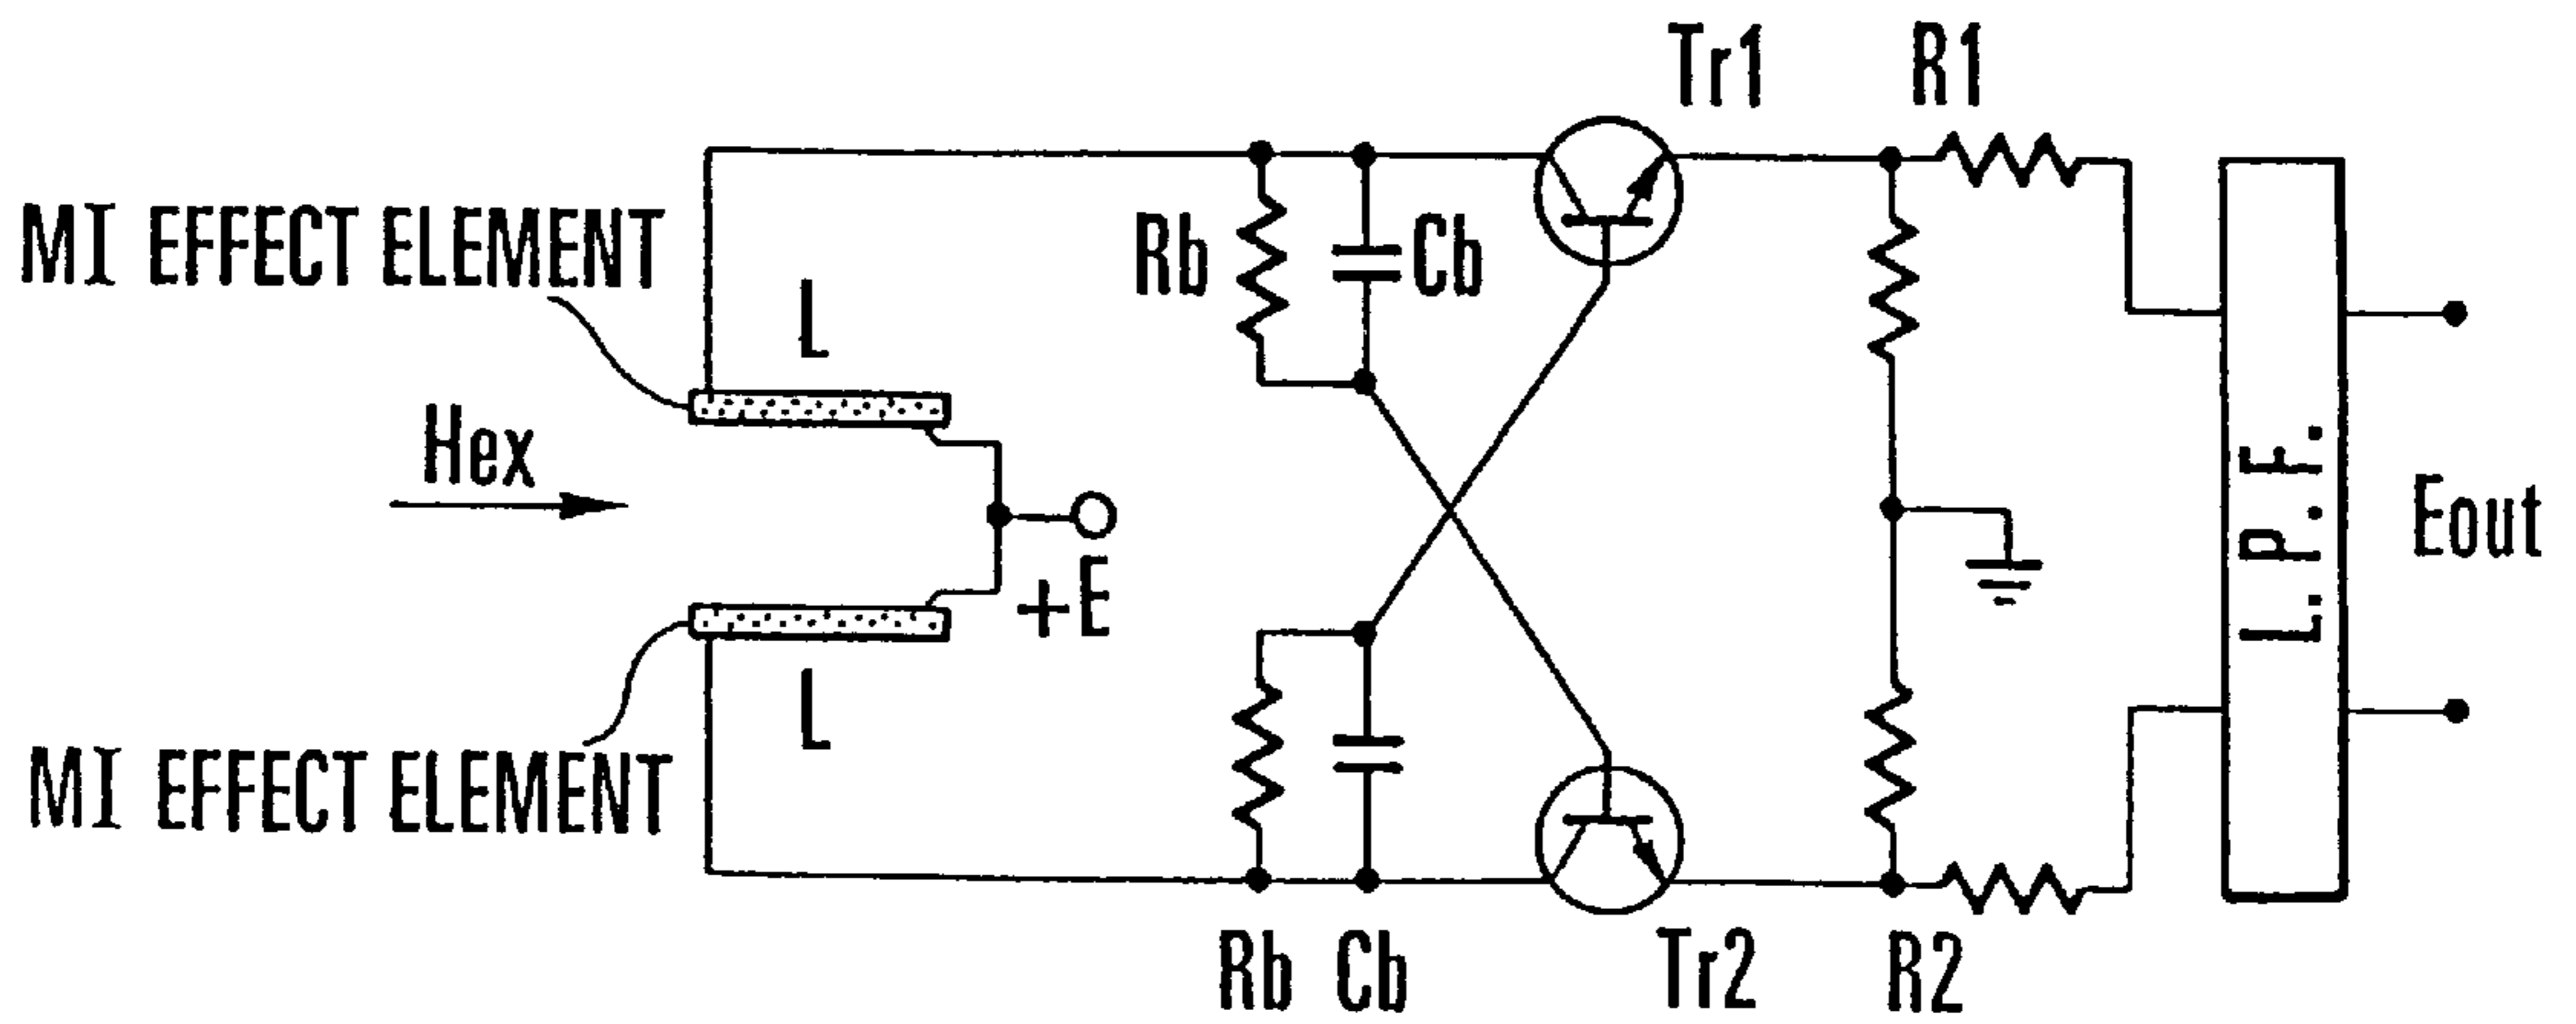 Tr1
R1
MI EFFECT ELEMENT
L
Rb
Cb
Hex
+E
L.P.F.
Eout
L
MI EFFECT ELEMENT
Rb
Cb
Tr2
R2